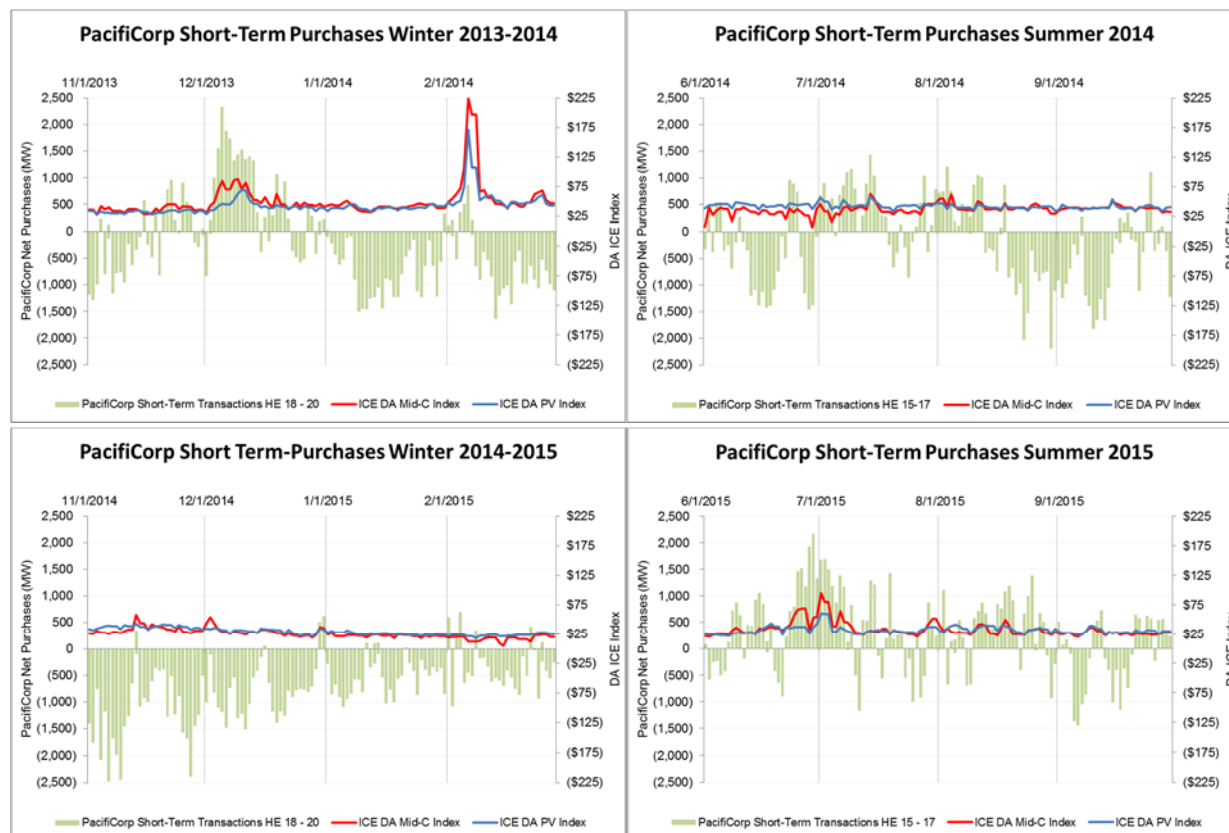 PacifiCorp Short-Term Purchases Winter 2013-2014
11/1/2013 12/1/2013 1/1/2014 2/1/2014
PacifiCorp Net Purchases (MW)
2,500 $225
2,000 $175
1,500 $125
1,000 $75
500 $25
0 ($25)
(500) ($75)
(1,000) ($125)
(1,500) ($175)
(2,000) ($225)
(2,500)
DA ICE Index
PacifiCorp Short-Term Transactions HE 18 - 20 ICE DA Mid-C Index ICE DA PV Index
PacifiCorp Short-Term Purchases Summer 2014
6/1/2014 7/1/2014 8/1/2014 9/1/2014
PacifiCorp Net Purchases (MW)
2,500 $225
2,000 $175
1,500 $125
1,000 $75
500 $25
0 ($25)
(500) ($75)
(1,000) ($125)
(1,500) ($175)
(2,000) ($225)
(2,500)
DA ICE Index
PacifiCorp Short-Term Transactions HE 15-17 ICE DA Mid-C Index ICE DA PV Index
PacifiCorp Short Term-Purchases Winter 2014-2015
11/1/2014 12/1/2014 1/1/2015 2/1/2015
PacifiCorp Net Purchases (MW)
2,500 $225
2,000 $175
1,500 $125
1,000 $75
500 $25
0 ($25)
(500) ($75)
(1,000) ($125)
(1,500) ($175)
(2,000) ($225)
(2,500)
DA ICE Index
PacifiCorp Short-Term Transactions HE 18 - 20 ICE DA Mid-C Index ICE DA PV Index
PacifiCorp Short-Term Purchases Summer 2015
6/1/2015 7/1/2015 8/1/2015 9/1/2015
PacifiCorp Net Purchases (MW)
2,500 $225
2,000 $175
1,500 $125
1,000 $75
500 $25
0 ($25)
(500) ($75)
(1,000) ($125)
(1,500) ($175)
(2,000) ($225)
(2,500)
DA ICE Index
PacifiCorp Short-Term Transactions HE 15 - 17 ICE DA Mid-C Index ICE DA PV Index